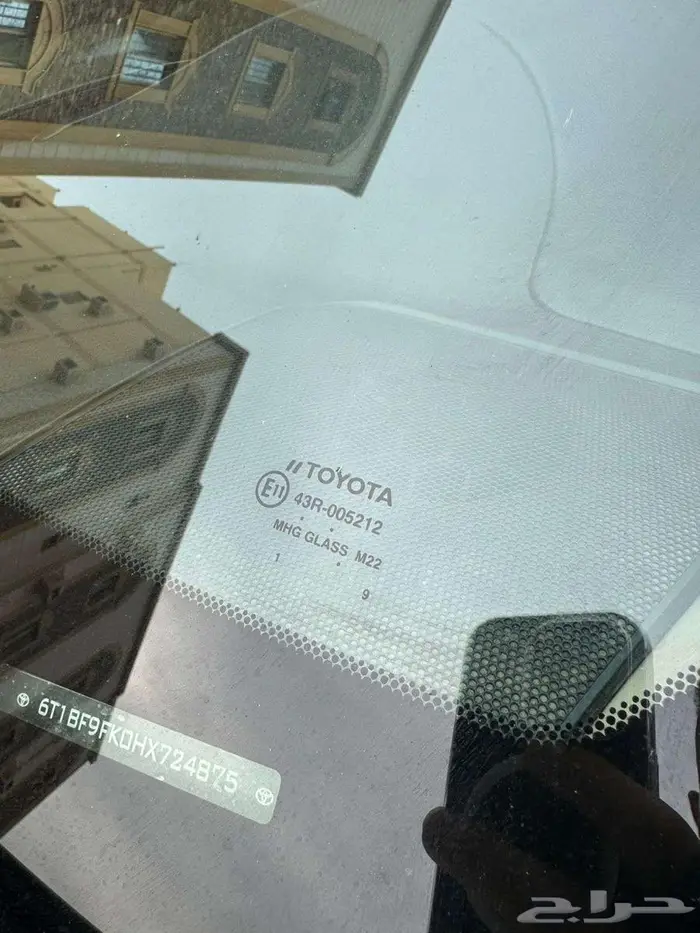 TOYOTA
E11 43R-005212
MHG GLASS M22
1 9
6T1BF9FK0HX724875
حراج